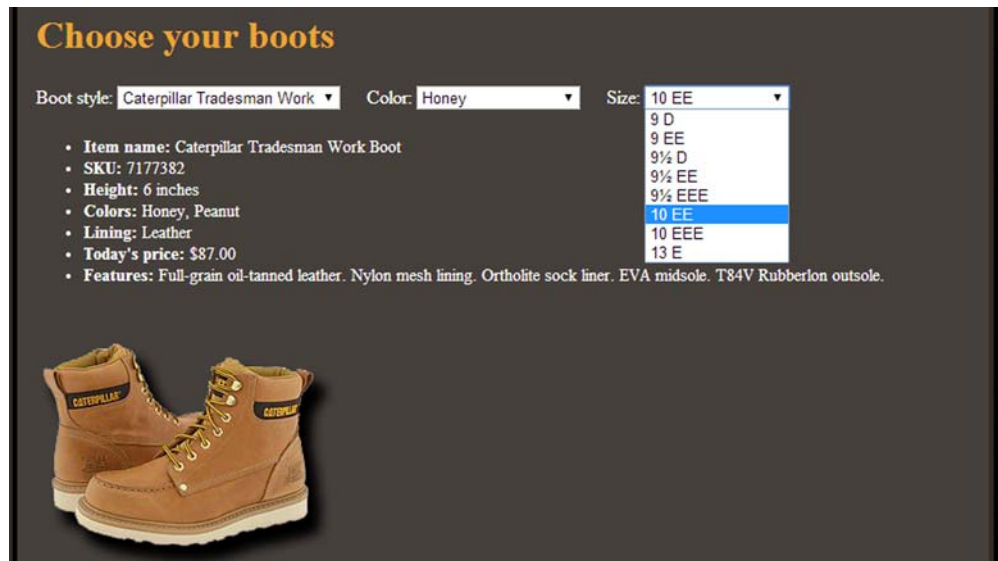 Choose your boots
Boot style: Caterpillar Tradesman Work Color: Honey Size: 10 EE
9 D
9 EE
9½ D
9½ EE
9½ EEE
10 EE
10 EEE
13 E
• Item name: Caterpillar Tradesman Work Boot
• SKU: 7177382
• Height: 6 inches
• Colors: Honey, Peanut
• Lining: Leather
• Today's price: $87.00
• Features: Full-grain oil-tanned leather. Nylon mesh lining. Ortholite sock liner. EVA midsole. T84V Rubberlon outsole.
CATERPILLAR
CATERPILLAR